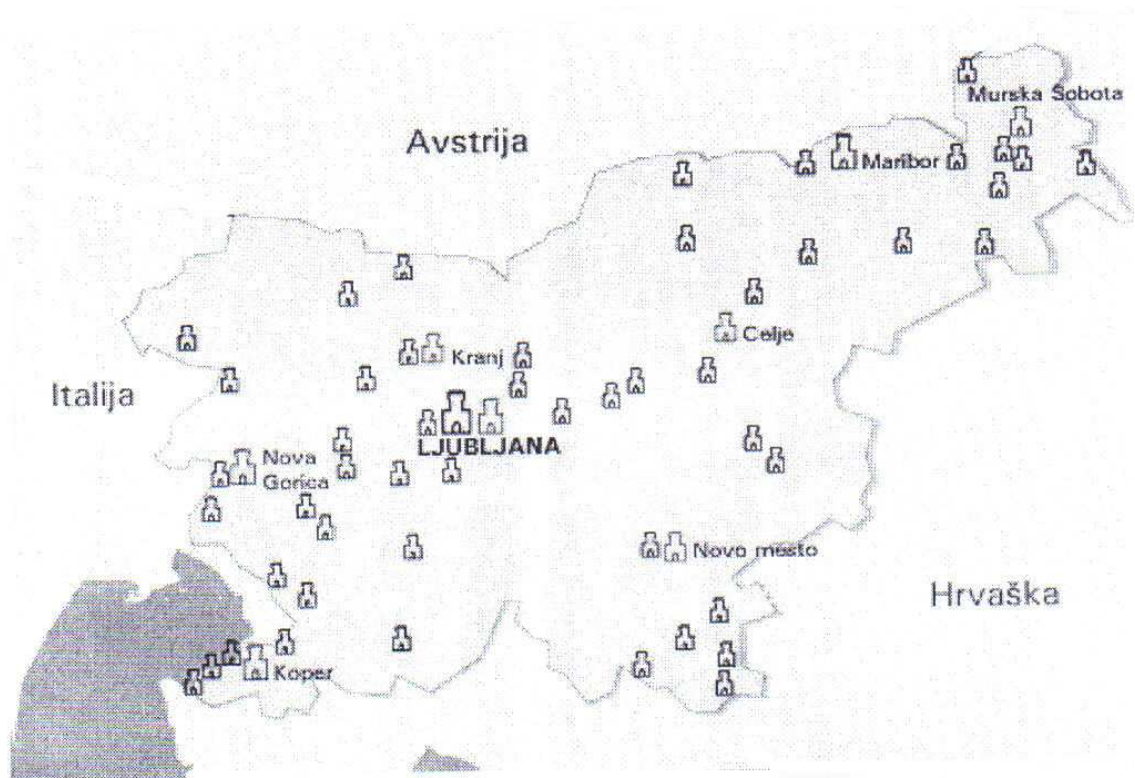 Murska Sobota
Avstrija
Maribor
Celje
Kranj
Italija
LJUBLJANA
Nova
Gorica
Novo mesto
Hrvaška
Koper